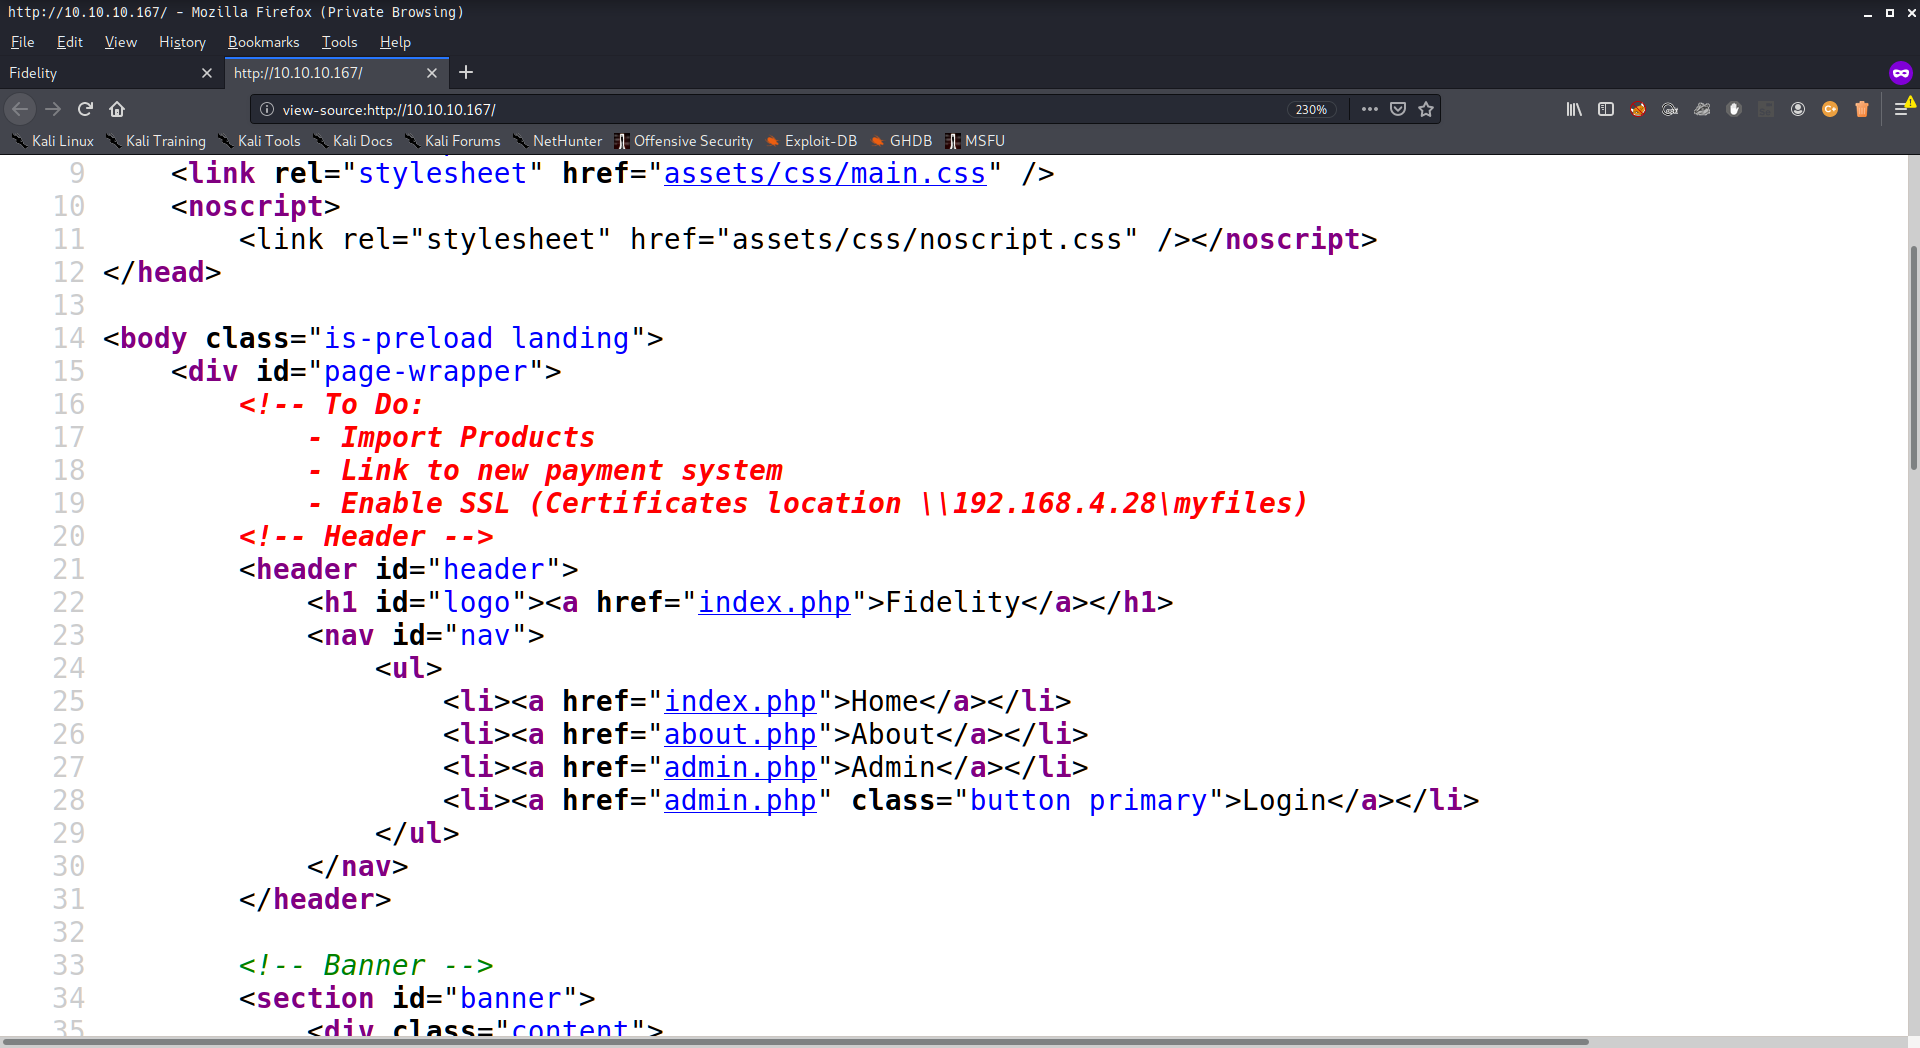 http://10.10.10.167/ - Mozilla Firefox (Private Browsing)
File Edit View History Bookmarks Tools Help
Fidelity
http://10.10.10.167/
view-source:http://10.10.10.167/
230%
Kali Linux Kali Training Kali Tools Kali Docs Kali Forums NetHunter Offensive Security Exploit-DB GHDB MSFU
9 <link rel="stylesheet" href="assets/css/main.css" />
10 <noscript>
11 <link rel="stylesheet" href="assets/css/noscript.css" /></noscript>
12 </head>
13
14 <body class="is-preload landing">
15 <div id="page-wrapper">
16 <!-- To Do:
17 - Import Products
18 - Link to new payment system
19 - Enable SSL (Certificates location \\192.168.4.28\myfiles)
20 <!-- Header -->
21 <header id="header">
22 <h1 id="logo"><a href="index.php">Fidelity</a></h1>
23 <nav id="nav">
24 <ul>
25 <li><a href="index.php">Home</a></li>
26 <li><a href="about.php">About</a></li>
27 <li><a href="admin.php">Admin</a></li>
28 <li><a href="admin.php" class="button primary">Login</a></li>
29 </ul>
30 </nav>
31 </header>
32
33 <!-- Banner -->
34 <section id="banner">
35 <div class="content">